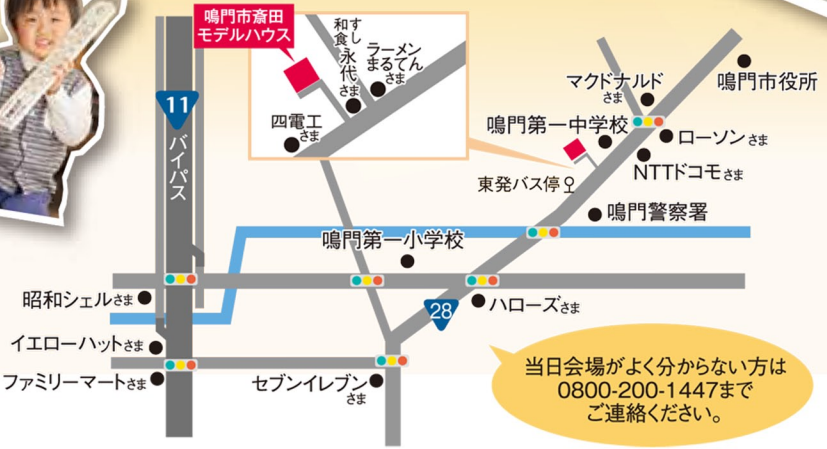 鳴門市斎田
モデルハウス
すし
和食
永代
さま
ラーメン
まるてん
さま
四電工
さま
11
バイパス
マクドナルド
さま
鳴門市役所
鳴門第一中学校
ローソンさま
NTTドコモさま
東発バス停
鳴門警察署
鳴門第一小学校
昭和シェルさま
ハローズさま
28
イエローハットさま
ファミリーマートさま
セブンイレブン
さま
当日会場がよく分からない方は
0800-200-1447まで
ご連絡ください。